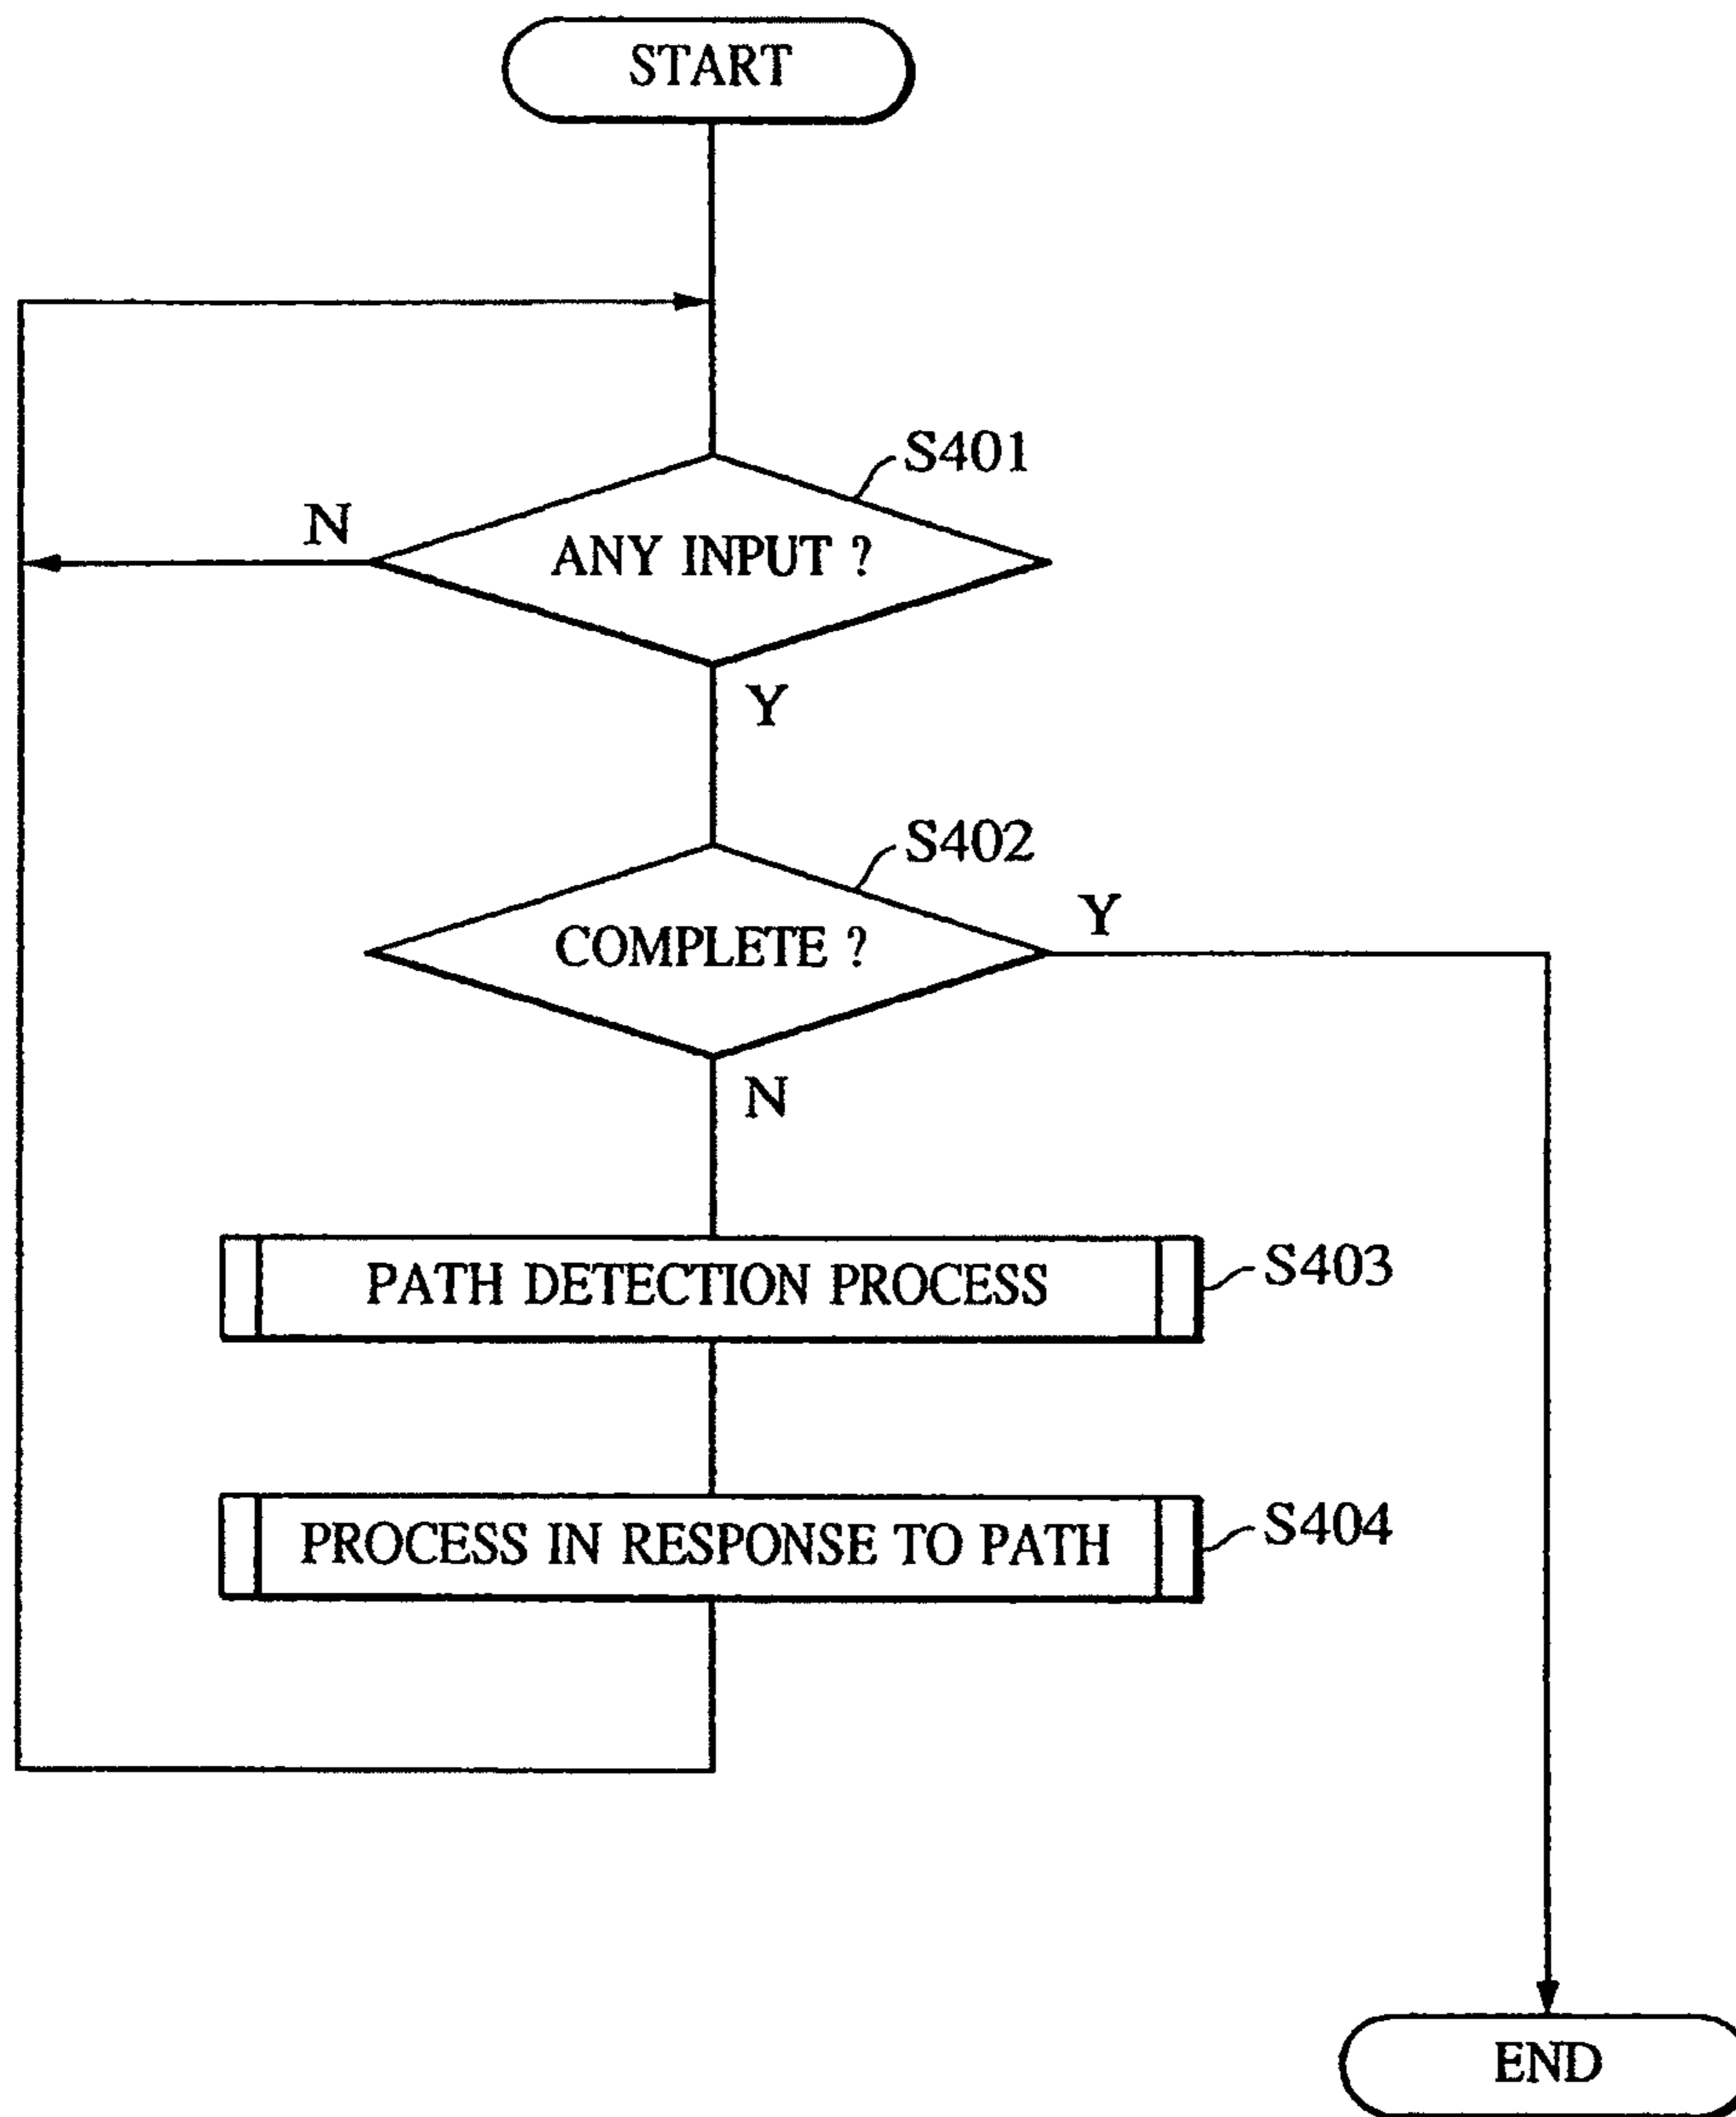 START
S401
N
ANY INPUT ?
Y
S402
Y
COMPLETE ?
N
PATH DETECTION PROCESS
S403
PROCESS IN RESPONSE TO PATH
S404
END